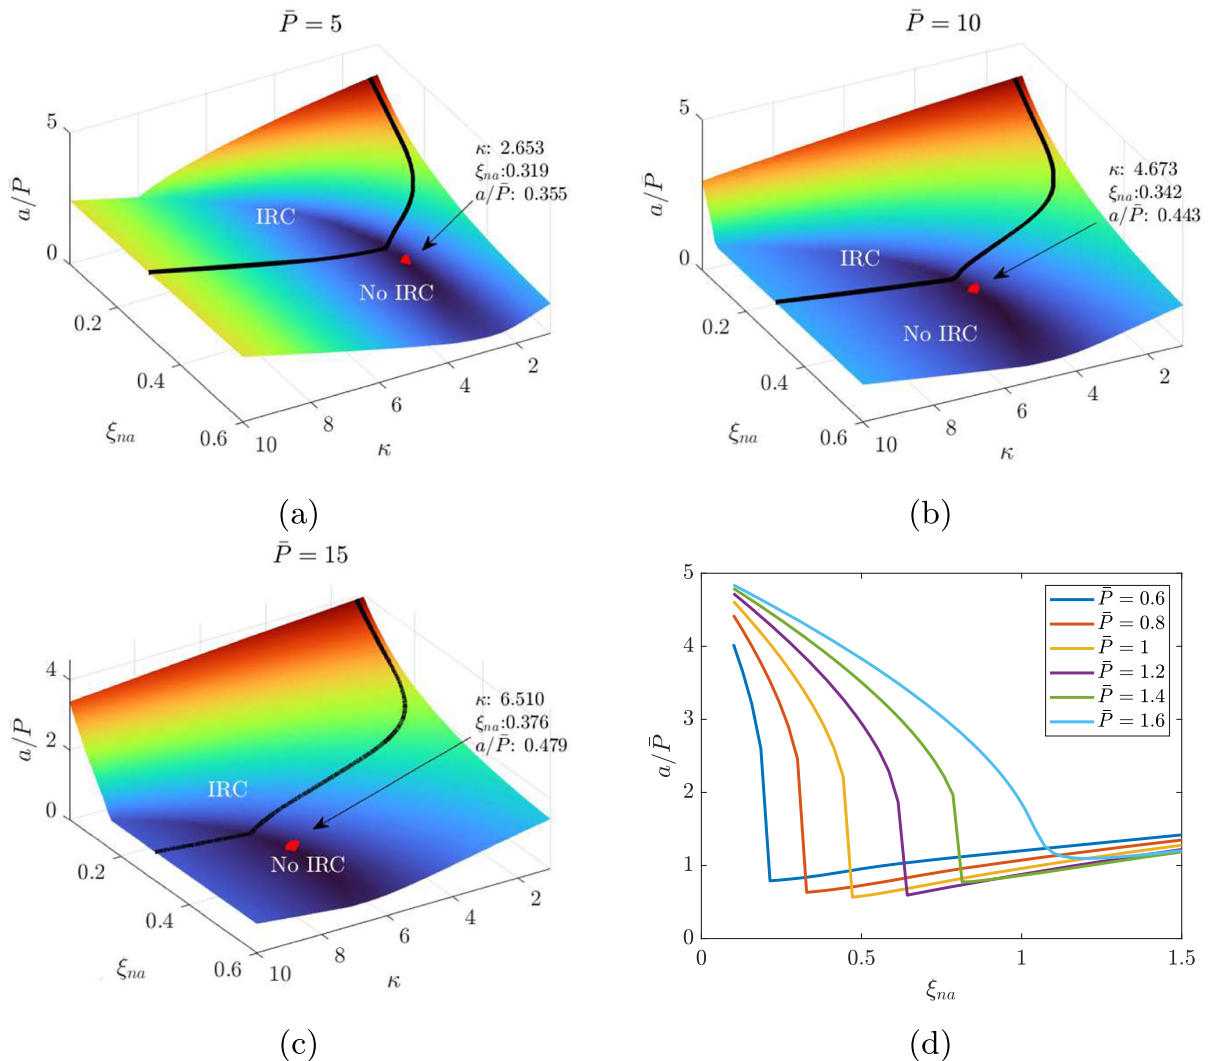 P̄ = 5
5
a/P̄
0
κ: 2.653
ξna:0.319
a/P̄: 0.355
IRC
No IRC
0.2
0.4
0.6
ξna
10
8
6
4
2
κ
(a)
P̄ = 10
5
a/P̄
0
κ: 4.673
ξna:0.342
a/P̄: 0.443
IRC
No IRC
0.2
0.4
0.6
ξna
10
8
6
4
2
κ
(b)
P̄ = 15
4
2
0
a/P̄
κ: 6.510
ξna:0.376
a/P̄: 0.479
IRC
No IRC
0.2
0.4
0.6
ξna
10
8
6
4
2
κ
(c)
5
4
3
2
1
0
a/P̄
P̄ = 0.6
P̄ = 0.8
P̄ = 1
P̄ = 1.2
P̄ = 1.4
P̄ = 1.6
0 0.5 1 1.5
ξna
(d)